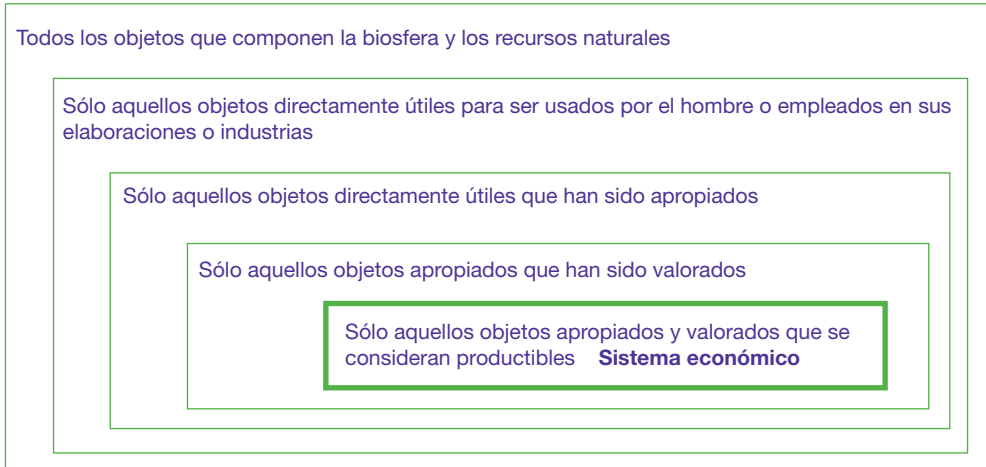 Todos los objetos que componen la biosfera y los recursos naturales
Sólo aquellos objetos directamente útiles para ser usados por el hombre o empleados en sus
elaboraciones o industrias
Sólo aquellos objetos directamente útiles que han sido apropiados
Sólo aquellos objetos apropiados que han sido valorados
Sólo aquellos objetos apropiados y valorados que se
consideran productibles Sistema económico